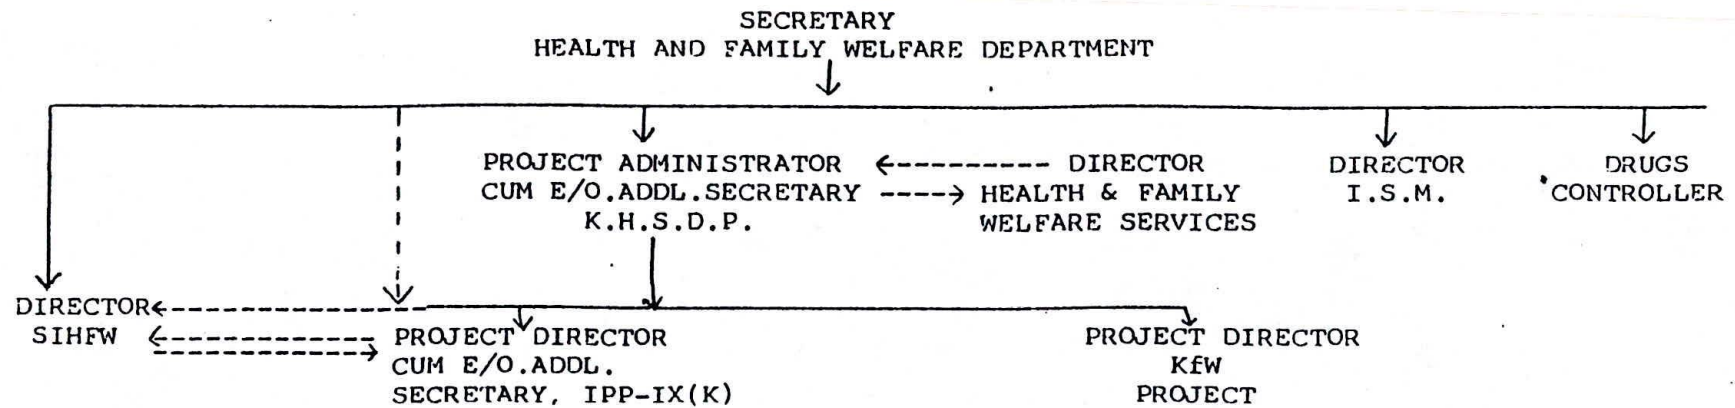 SECRETARY
HEALTH AND FAMILY WELFARE DEPARTMENT
PROJECT ADMINISTRATOR
CUM E/O.ADDL.SECRETARY
K.H.S.D.P.
DIRECTOR
HEALTH & FAMILY
WELFARE SERVICES
DIRECTOR
I.S.M.
DRUGS
CONTROLLER
DIRECTOR
SIHFW
PROJECT DIRECTOR
CUM E/O.ADDL.
SECRETARY, IPP-IX(K)
PROJECT DIRECTOR
KfW
PROJECT